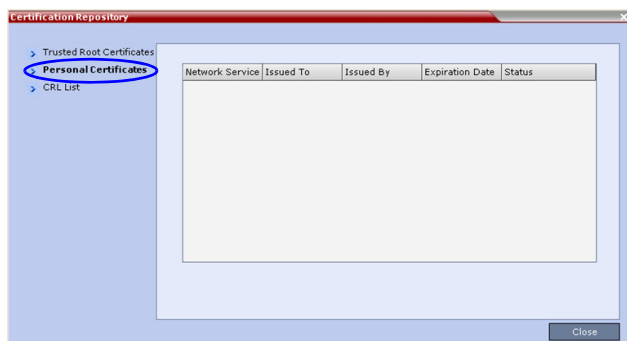 Certification Repository
Trusted Root Certificates
Personal Certificates
CRL List
Network Service Issued To Issued By Expiration Date Status
Close